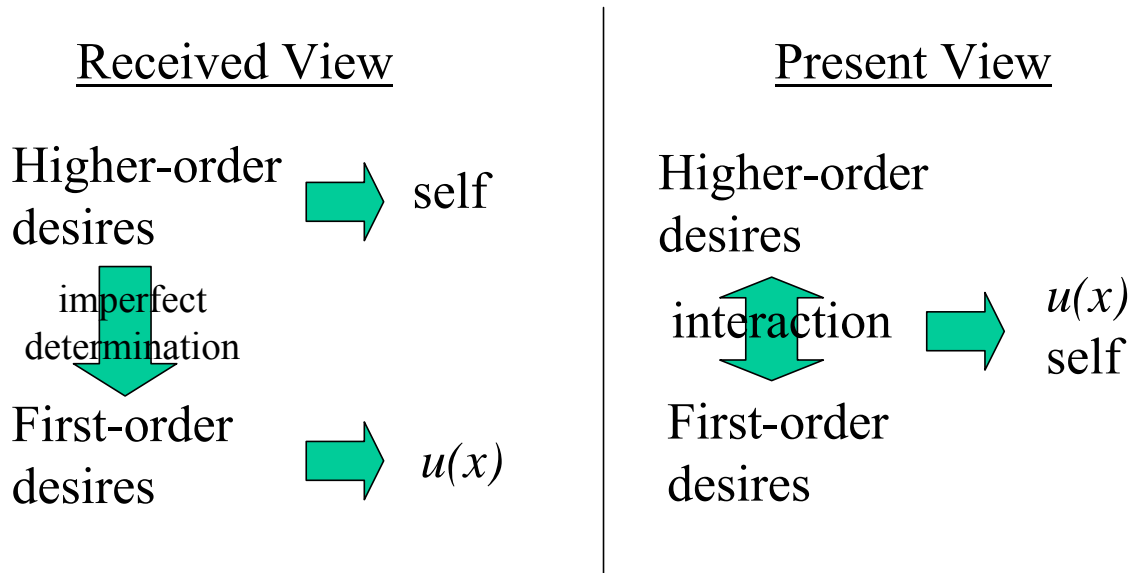 Received View
Higher-order
desires
self
imperfect
determination
First-order
desires
u(x)
Present View
Higher-order
desires
interaction
u(x)
self
First-order
desires